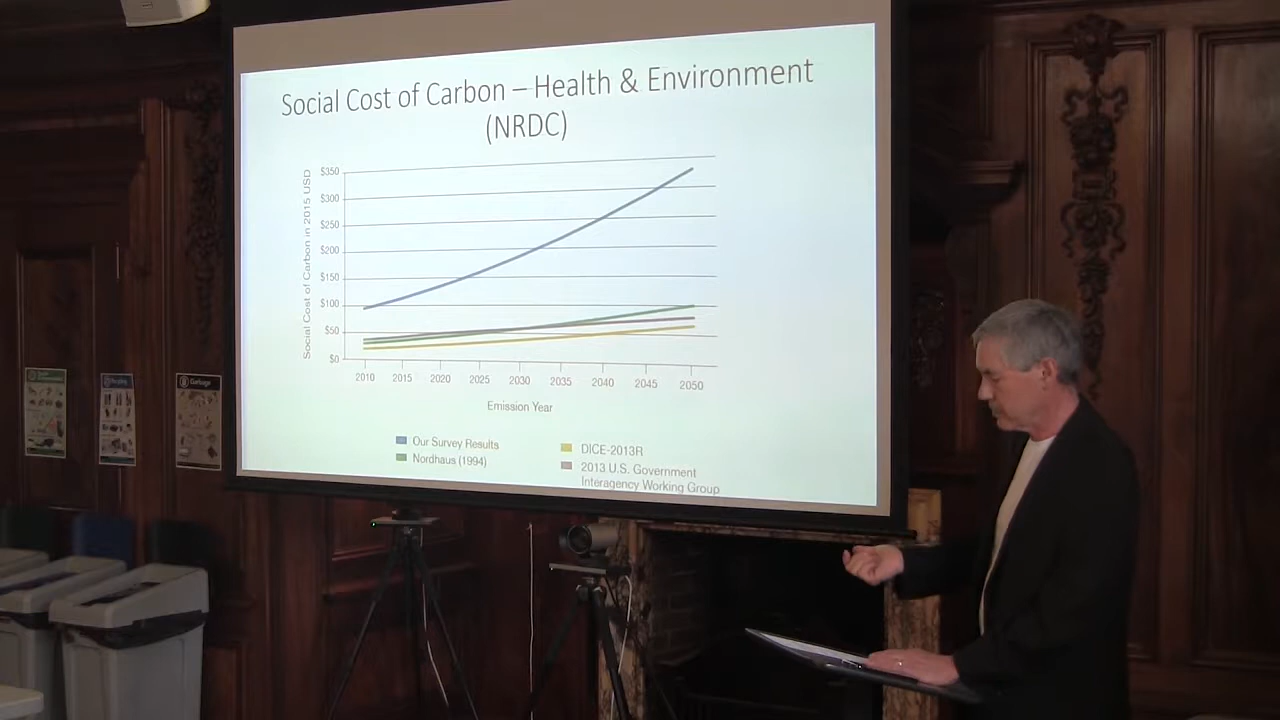 Social Cost of Carbon – Health & Environment
(NRDC)
Social Cost of Carbon in 2015 USD
$350
$300
$250
$200
$150
$100
$50
$0
2010 2015 2020 2025 2030 2035 2040 2045 2050
Emission Year
Our Survey Results
Nordhaus (1994)
DICE-2013R
2013 U.S. Government
Interagency Working Group
Recycling
Garbage